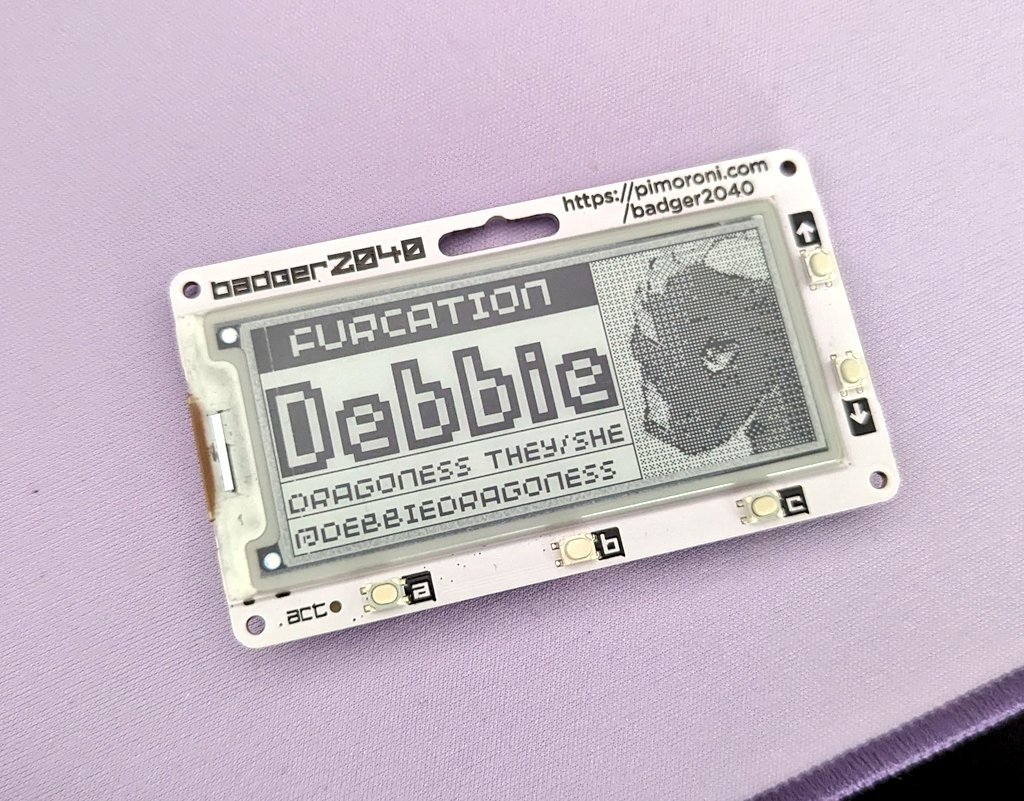 badger2040
https://pimoroni.com
/badger2040
FURCATION
Debbie
DRAGONESS THEY/SHE
@DEBBIEDRAGONESS
act
a
b
c